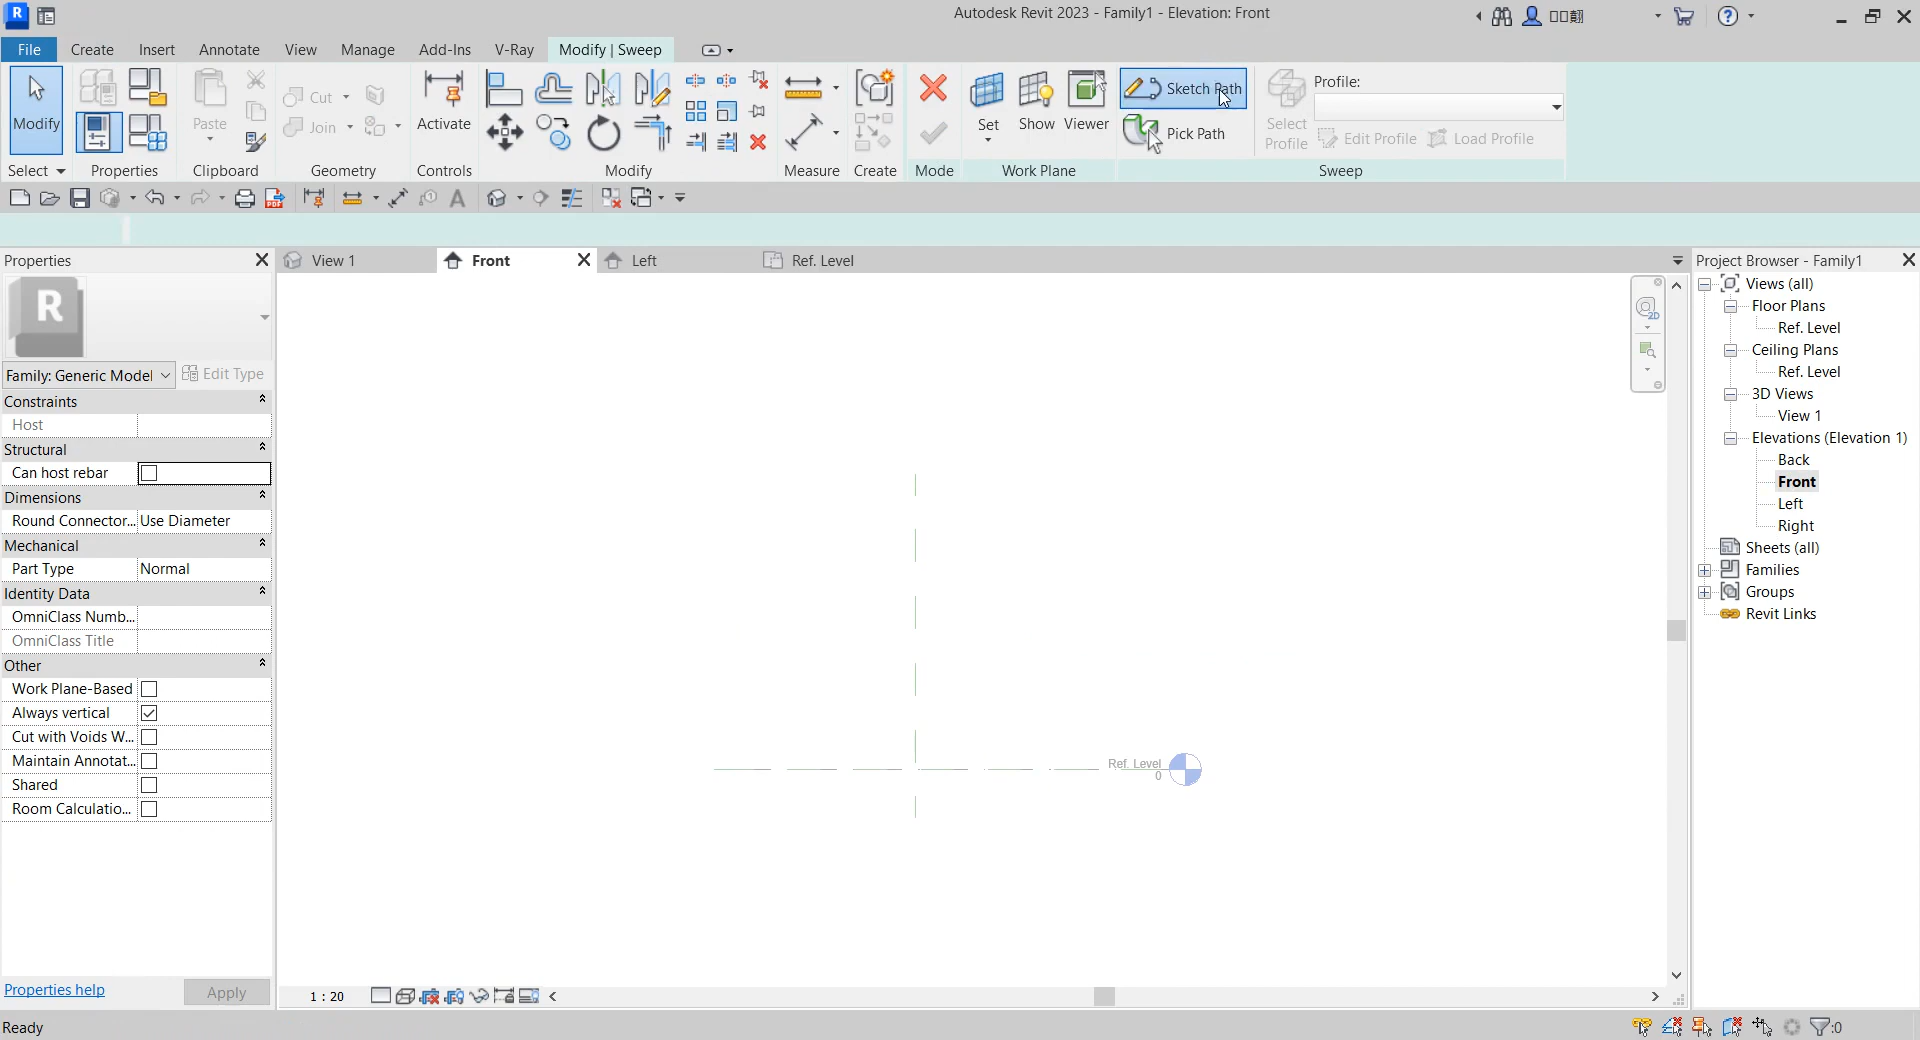 Autodesk Revit 2023 - Family1 - Elevation: Front
File Create Insert Annotate View Manage Add-Ins V-Ray Modify | Sweep
Modify
Paste
Cut
Join
Activate
Set
Show
Viewer
Sketch Path
Pick Path
Select
Profile
Profile:
Edit Profile
Load Profile
Select Properties Clipboard Geometry Controls Modify Measure Create Mode Work Plane Sweep
Properties
View 1
Front
Left
Ref. Level
Project Browser - Family1
R
Family: Generic Model
Edit Type
Constraints
Host
Structural
Can host rebar
Dimensions
Round Connector... Use Diameter
Mechanical
Part Type Normal
Identity Data
OmniClass Numb...
OmniClass Title
Other
Work Plane-Based
Always vertical
Cut with Voids W...
Maintain Annotat...
Shared
Room Calculatio...
Properties help
Apply
Ref. Level
0
2D
Views (all)
Floor Plans
Ref. Level
Ceiling Plans
Ref. Level
3D Views
View 1
Elevations (Elevation 1)
Back
Front
Left
Right
Sheets (all)
Families
Groups
Revit Links
1 : 20
Ready
:0